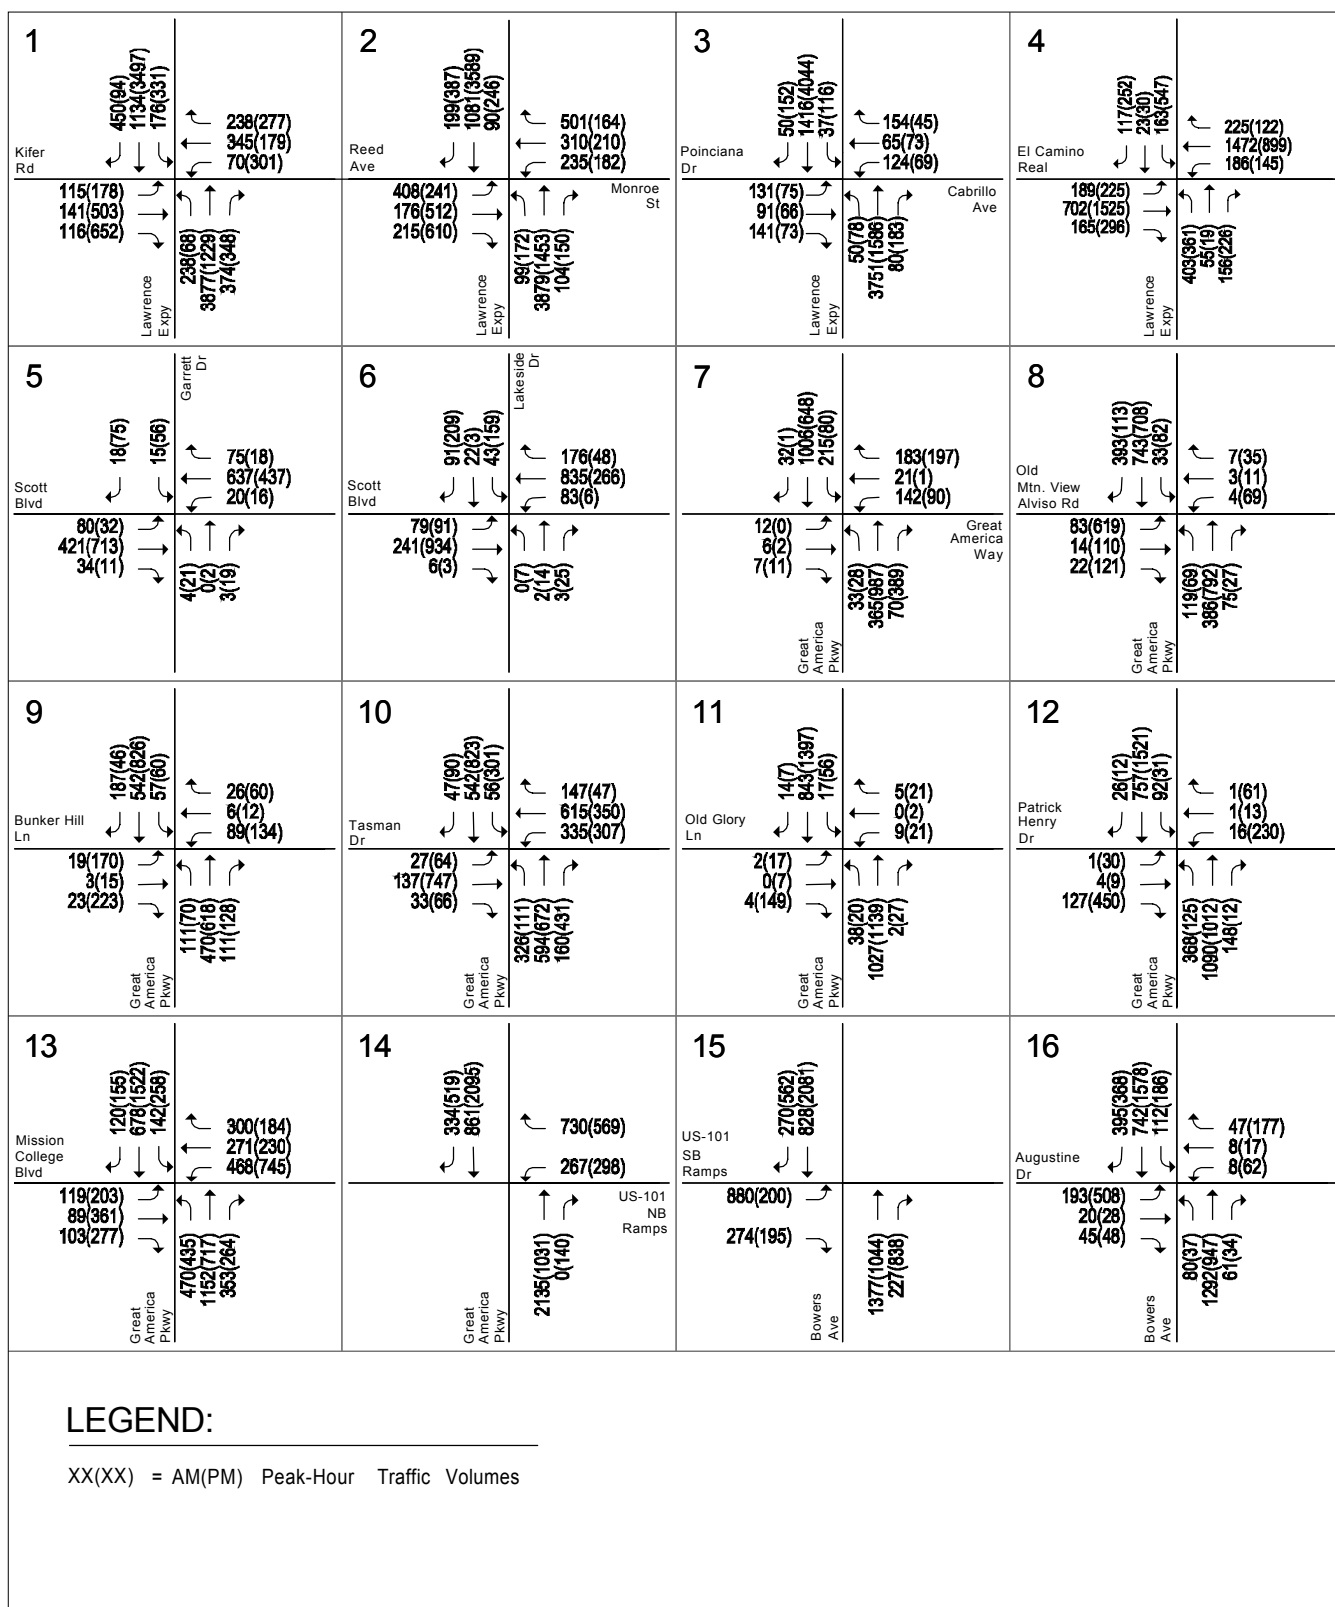 1
450(94)
1134(3497)
176(331)
238(277)
345(179)
70(301)
Kifer
Rd
115(178)
141(503)
116(652)
238(68)
3877(1229)
374(348)
Lawrence
Expy
2
199(387)
1081(3589)
90(246)
501(164)
310(210)
235(182)
Reed
Ave
Monroe
St
408(241)
176(512)
215(610)
99(172)
3879(1453)
104(150)
Lawrence
Expy
3
50(152)
1416(4044)
37(116)
154(45)
65(73)
124(69)
Poinciana
Dr
Cabrillo
Ave
131(75)
91(66)
141(73)
50(78)
3751(1586)
80(183)
Lawrence
Expy
4
117(252)
23(30)
163(547)
225(122)
1472(899)
186(145)
El Camino
Real
189(225)
702(1525)
165(296)
403(361)
55(19)
156(226)
Lawrence
Expy
5
Garrett
Dr
18(75)
15(56)
75(18)
637(437)
20(16)
Scott
Blvd
80(32)
421(713)
34(11)
4(21)
0(2)
3(19)
6
Lakeside
Dr
91(209)
22(3)
43(159)
176(48)
835(266)
83(6)
Scott
Blvd
79(91)
241(934)
6(3)
0(7)
2(14)
3(25)
7
32(1)
1006(648)
215(80)
183(197)
21(1)
142(90)
Great
America
Way
12(0)
6(2)
7(11)
33(28)
365(987)
70(389)
Great
America
Pkwy
8
393(113)
743(708)
33(82)
7(35)
3(11)
4(69)
Old
Mtn. View
Alviso Rd
83(619)
14(110)
22(121)
119(69)
386(792)
75(27)
Great
America
Pkwy
9
187(46)
542(826)
57(60)
26(60)
6(12)
89(134)
Bunker Hill
Ln
19(170)
3(15)
23(223)
111(70)
470(618)
111(128)
Great
America
Pkwy
10
47(90)
542(823)
56(301)
147(47)
615(350)
335(307)
Tasman
Dr
27(64)
137(747)
33(66)
326(111)
594(672)
160(431)
Great
America
Pkwy
11
14(7)
843(1397)
17(56)
5(21)
0(2)
9(21)
Old Glory
Ln
2(17)
0(7)
4(149)
38(20)
1027(1139)
2(27)
Great
America
Pkwy
12
26(12)
757(1521)
92(31)
1(61)
1(13)
16(230)
Patrick
Henry
Dr
1(30)
4(9)
127(450)
368(125)
1090(1012)
148(12)
Great
America
Pkwy
13
120(155)
678(1522)
142(258)
300(184)
271(230)
468(745)
Mission
College
Blvd
119(203)
89(361)
103(277)
470(435)
1152(717)
353(264)
Great
America
Pkwy
14
334(519)
861(2095)
730(569)
267(298)
US-101
NB
Ramps
2135(1031)
0(140)
Great
America
Pkwy
15
270(562)
828(2081)
US-101
SB
Ramps
880(200)
274(195)
1377(1044)
227(838)
Bowers
Ave
16
395(368)
742(1578)
112(186)
47(177)
8(17)
8(62)
Augustine
Dr
193(508)
20(28)
45(48)
80(37)
1292(947)
61(34)
Bowers
Ave
LEGEND:
XX(XX) = AM(PM) Peak-Hour Traffic Volumes